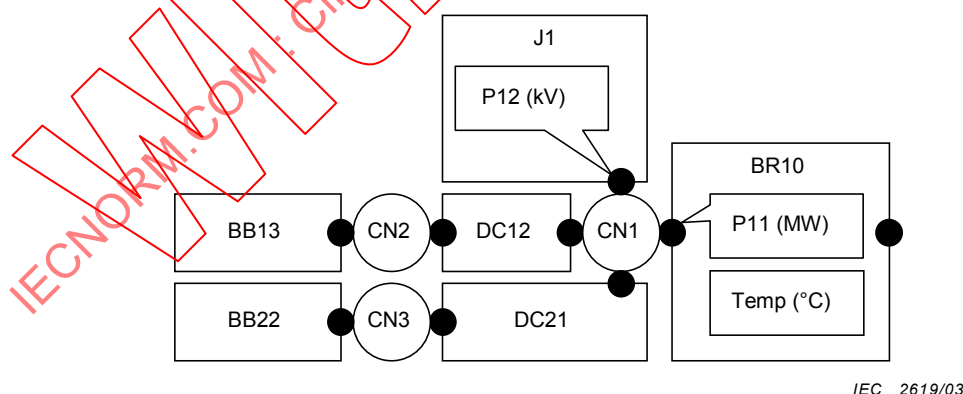 J1
P12 (kV)
BR10
P11 (MW)
Temp (°C)
BB13
CN2
DC12
CN1
BB22
CN3
DC21
IECNORM.COM : Cli
IEC 2619/03